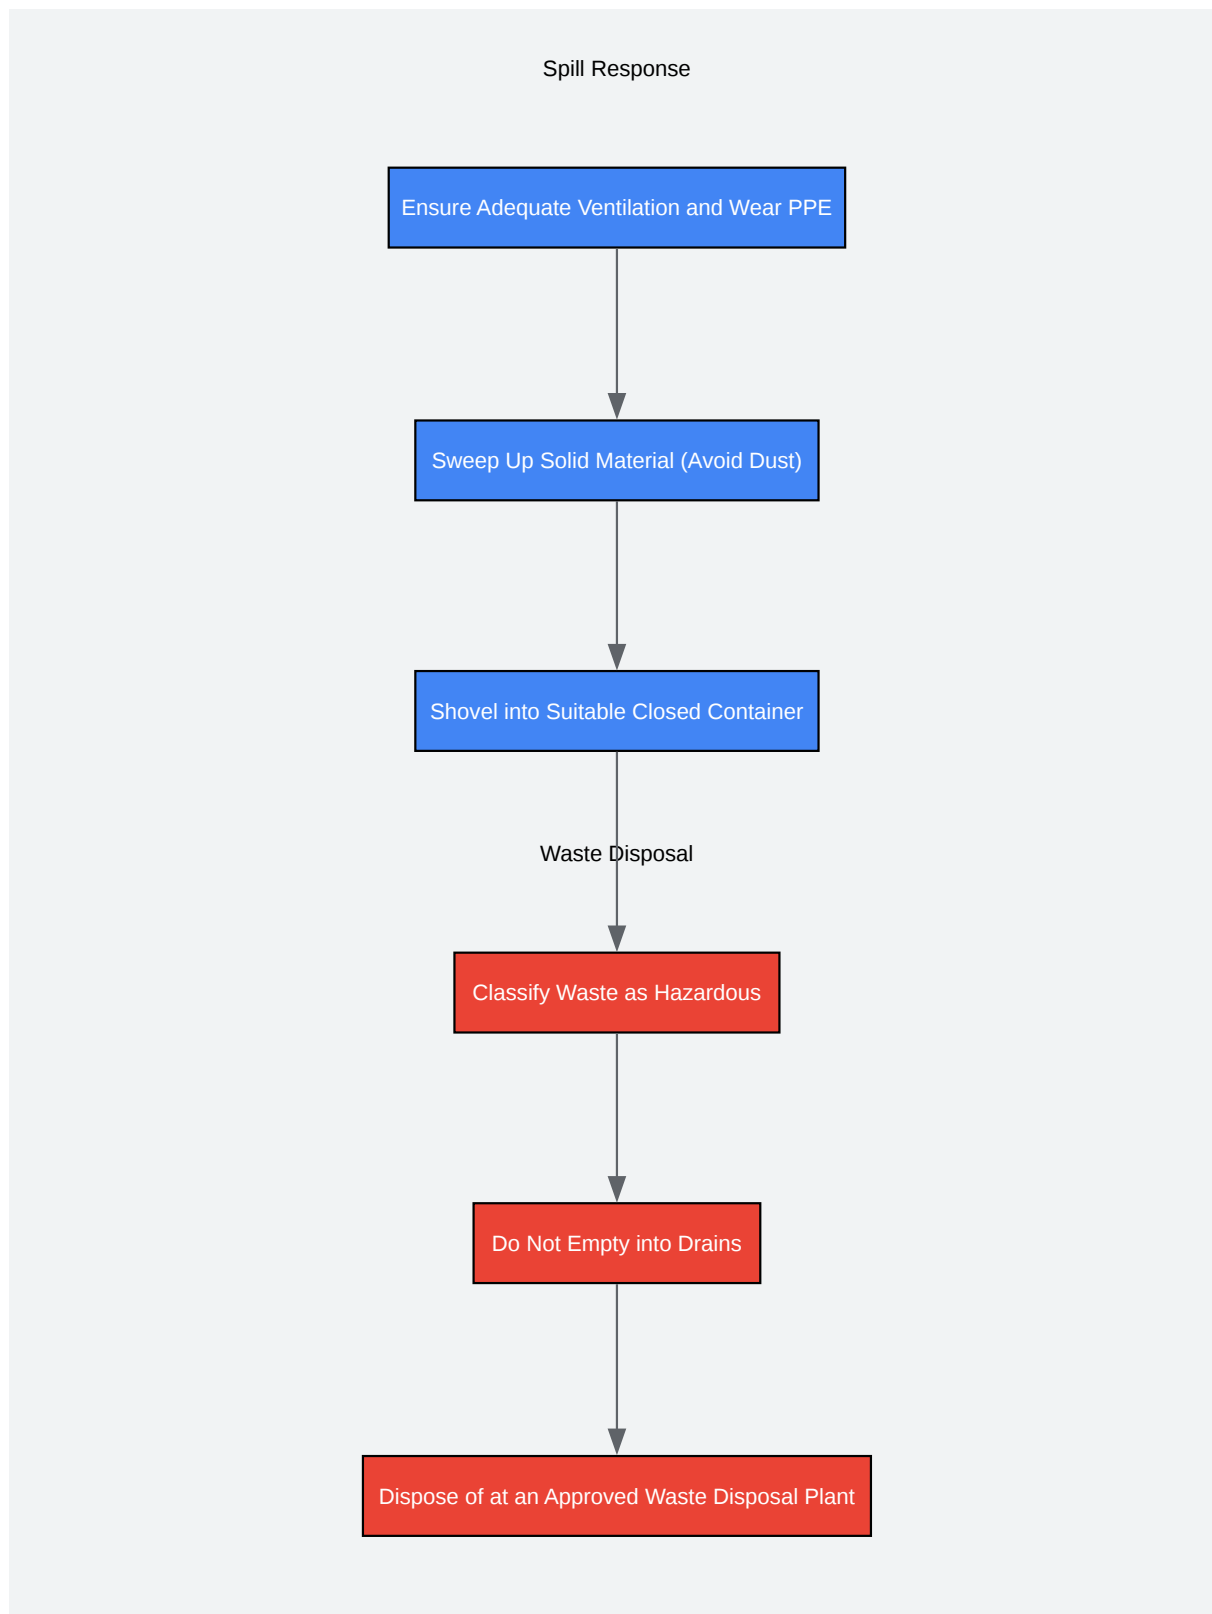 Spill Response
Ensure Adequate Ventilation and Wear PPE
Sweep Up Solid Material (Avoid Dust)
Shovel into Suitable Closed Container
Waste Disposal
Classify Waste as Hazardous
Do Not Empty into Drains
Dispose of at an Approved Waste Disposal Plant